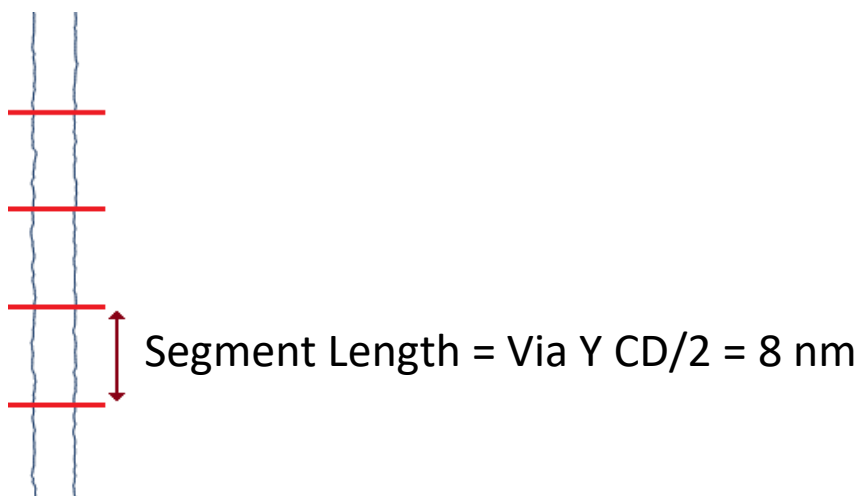 Segment Length = Via Y CD/2 = 8 nm